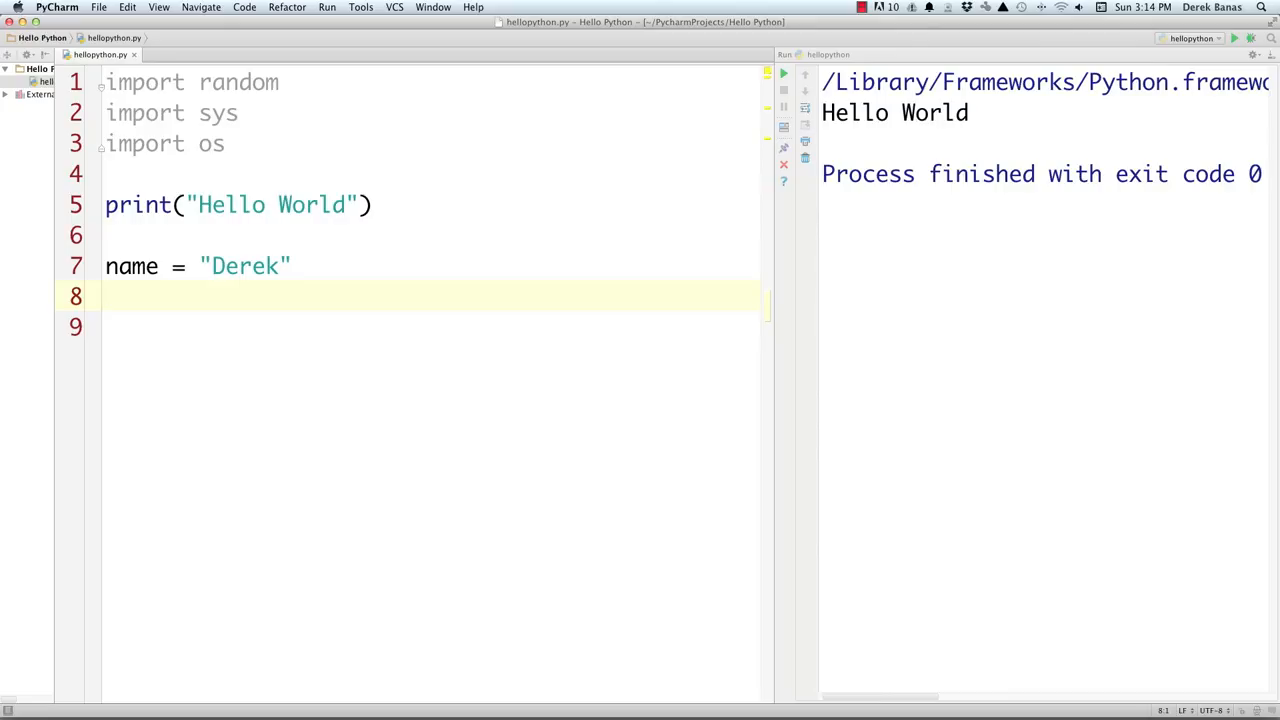 PyCharm File Edit View Navigate Code Refactor Run Tools VCS Window Help 10 Sun 3:14 PM Derek Banas
hellopython.py – Hello Python – [~/PycharmProjects/Hello Python]
Hello Python hellopython.py hellopython
hellopython.py Run hellopython
Hello P
hell
Externa
1 import random
2 import sys
3 import os
4
5 print("Hello World")
6
7 name = "Derek"
8
9
/Library/Frameworks/Python.framewo
Hello World
Process finished with exit code 0
8:1 LF UTF-8